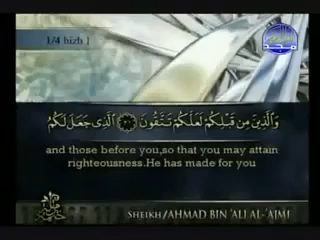 1/4 hizb 1
مجد
وَالَّذِينَ مِن قَبْلِكُمْ لَعَلَّكُمْ تَتَّقُونَ الَّذِي جَعَلَ لَكُمُ
and those before you,so that you may attain
righteousness.He has made for you
SHEIKH/AHMAD BIN 'ALI AL-'AJMI